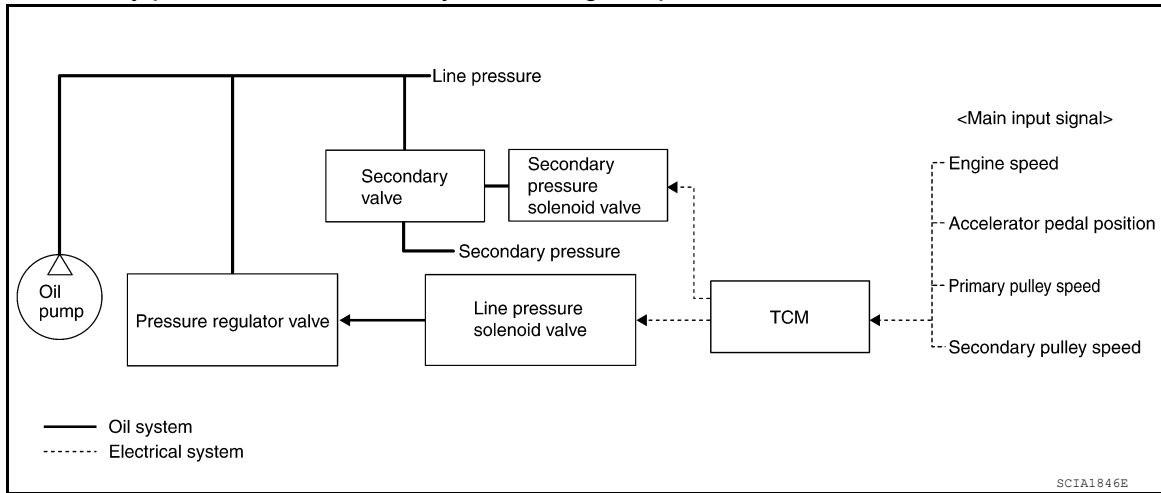 Line pressure
<Main input signal>
Secondary
valve
Secondary
pressure
solenoid valve
Engine speed
Accelerator pedal position
Secondary pressure
Oil
pump
Pressure regulator valve
Line pressure
solenoid valve
TCM
Primary pulley speed
Secondary pulley speed
Oil system
Electrical system
SCIA1846E